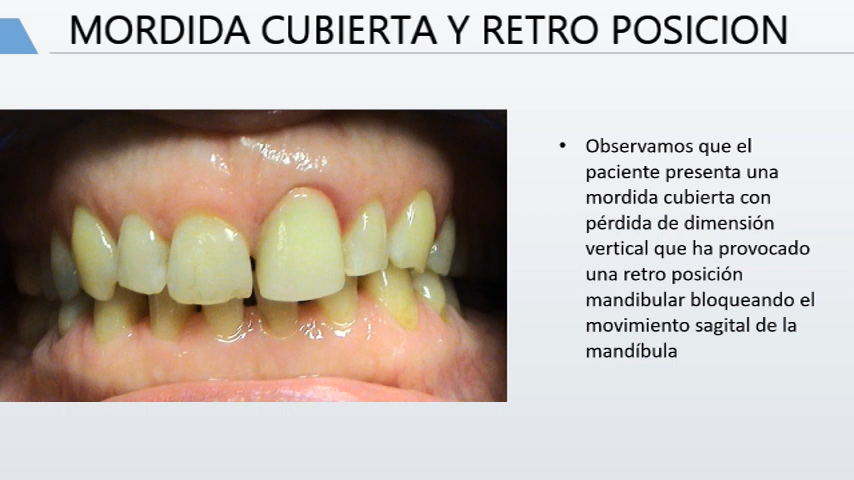 MORDIDA CUBIERTA Y RETRO POSICION
• Observamos que el
paciente presenta una
mordida cubierta con
pérdida de dimensión
vertical que ha provocado
una retro posición
mandibular bloqueando el
movimiento sagital de la
mandíbula